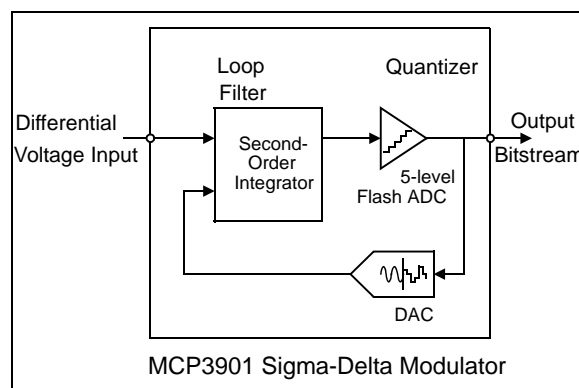 Loop
Filter
Quantizer
Differential
Voltage Input
Second-
Order
Integrator
Output
Bitstream
5-level
Flash ADC
DAC
MCP3901 Sigma-Delta Modulator